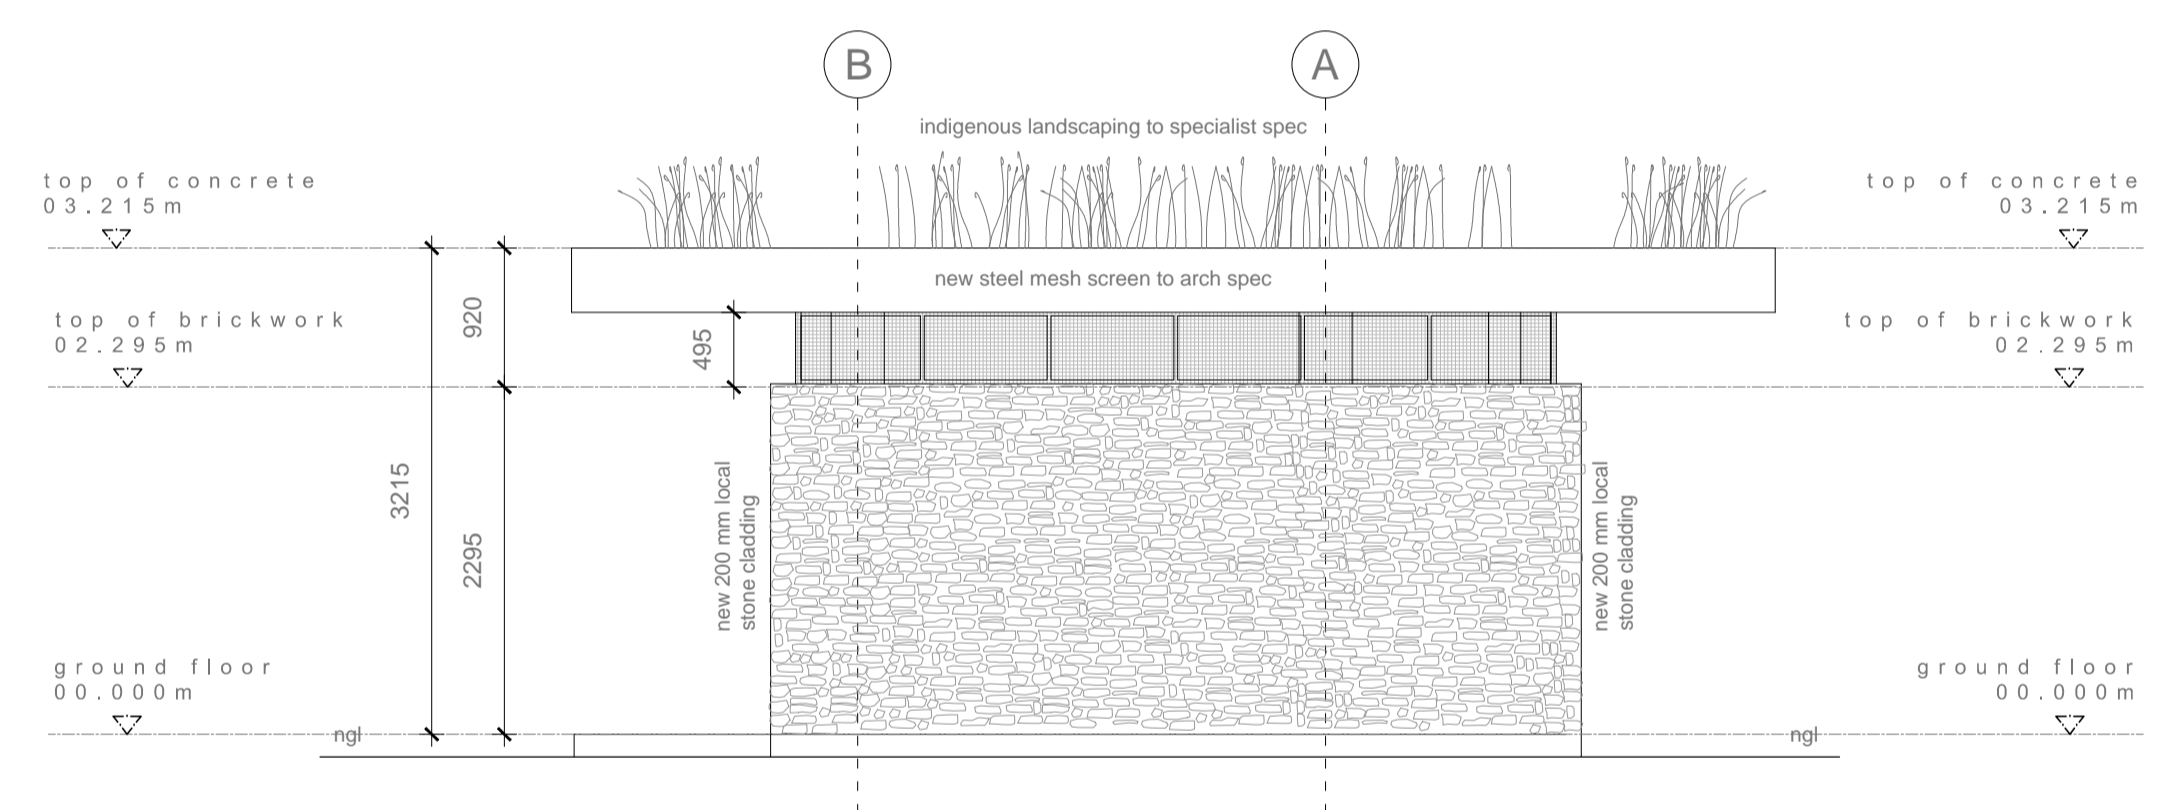 B
A
indigenous landscaping to specialist spec
top of concrete
03.215m
top of concrete
03.215m
new steel mesh screen to arch spec
920
495
top of brickwork
02.295m
top of brickwork
02.295m
3215
2295
new 200 mm local
stone cladding
new 200 mm local
stone cladding
ground floor
00.000m
ground floor
00.000m
ngl
ngl